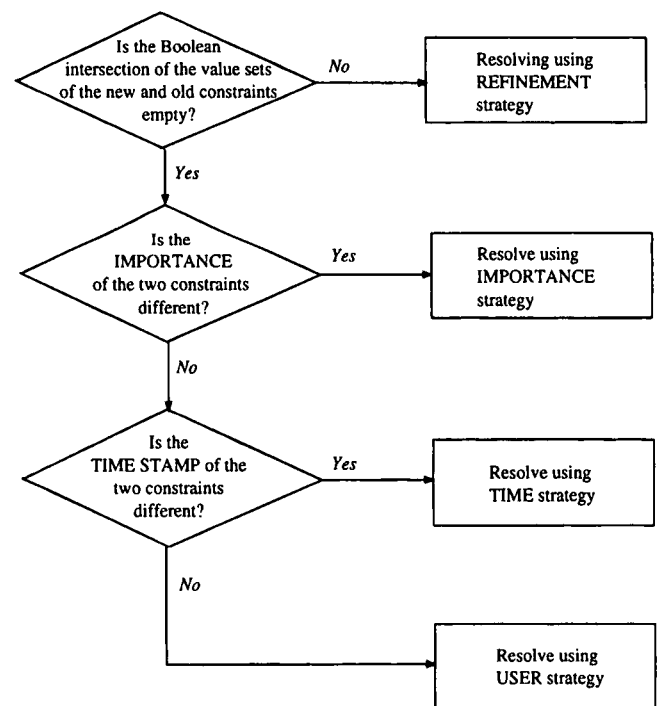 Is the Boolean
intersection of the value sets
of the new and old constraints
empty?
No
Resolving using
REFINEMENT
strategy
Yes
Is the
IMPORTANCE
of the two constraints
different?
Yes
Resolve using
IMPORTANCE
strategy
No
Is the
TIME STAMP of the
two constraints
different?
Yes
Resolve using
TIME strategy
No
Resolve using
USER strategy